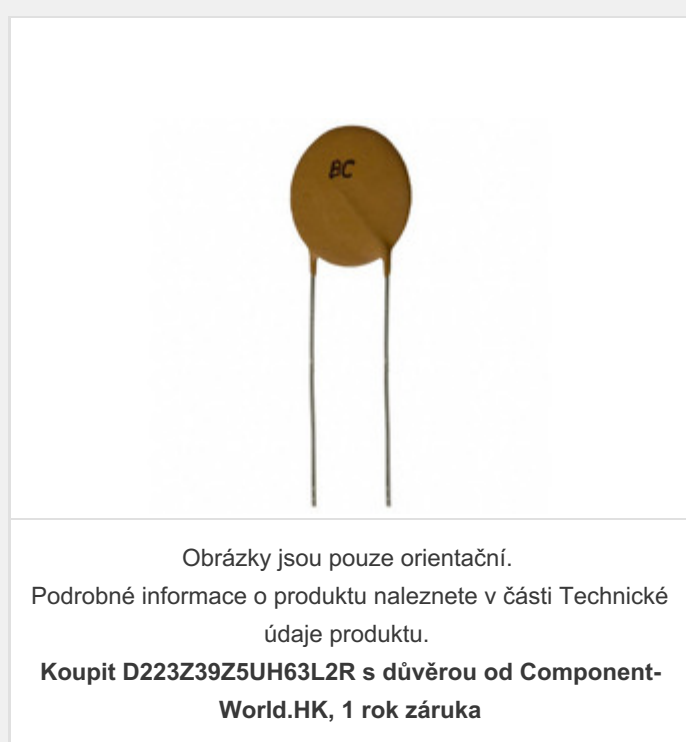 BC
Obrázky jsou pouze orientační.
Podrobné informace o produktu naleznete v části Technické
údaje produktu.
Koupit D223Z39Z5UH63L2R s důvěrou od Component-
World.HK, 1 rok záruka